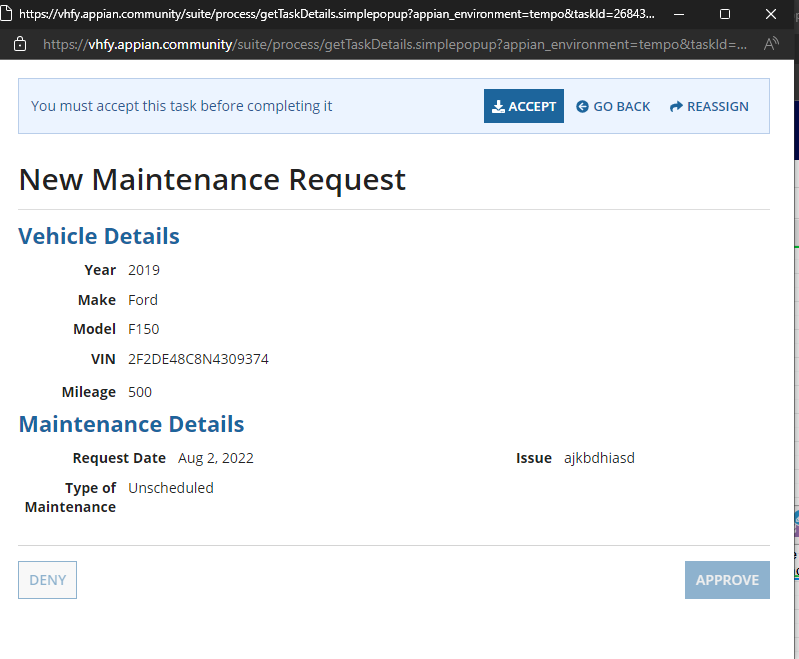 https://vhfy.appian.community/suite/process/getTaskDetails.simplepopup?appian_environment=tempo&taskId=26843...
https://vhfy.appian.community/suite/process/getTaskDetails.simplepopup?appian_environment=tempo&taskId=...
You must accept this task before completing it ACCEPT GO BACK REASSIGN
New Maintenance Request
Vehicle Details
Year 2019
Make Ford
Model F150
VIN 2F2DE48C8N4309374
Mileage 500
Maintenance Details
Request Date Aug 2, 2022 Issue ajkbdhiasd
Type of Unscheduled
Maintenance
DENY APPROVE